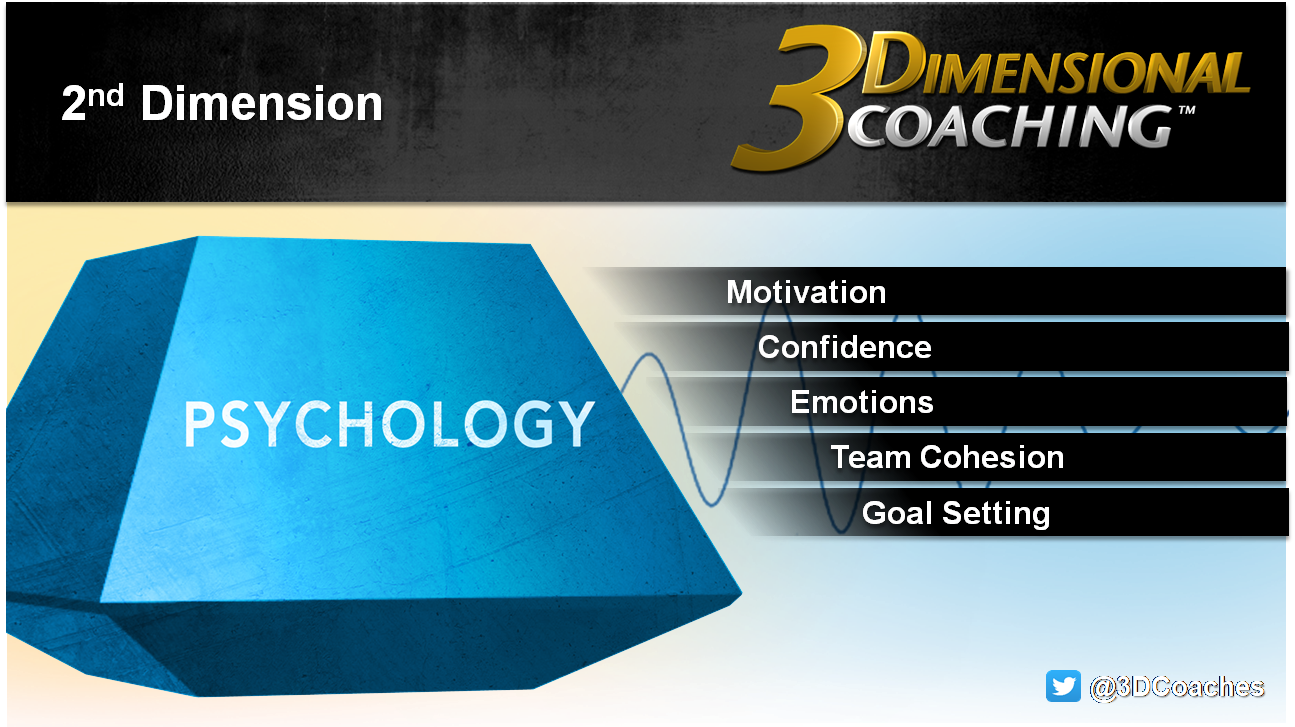 2nd Dimension
3DIMENSIONAL
COACHING™
PSYCHOLOGY
Motivation
Confidence
Emotions
Team Cohesion
Goal Setting
@3DCoaches